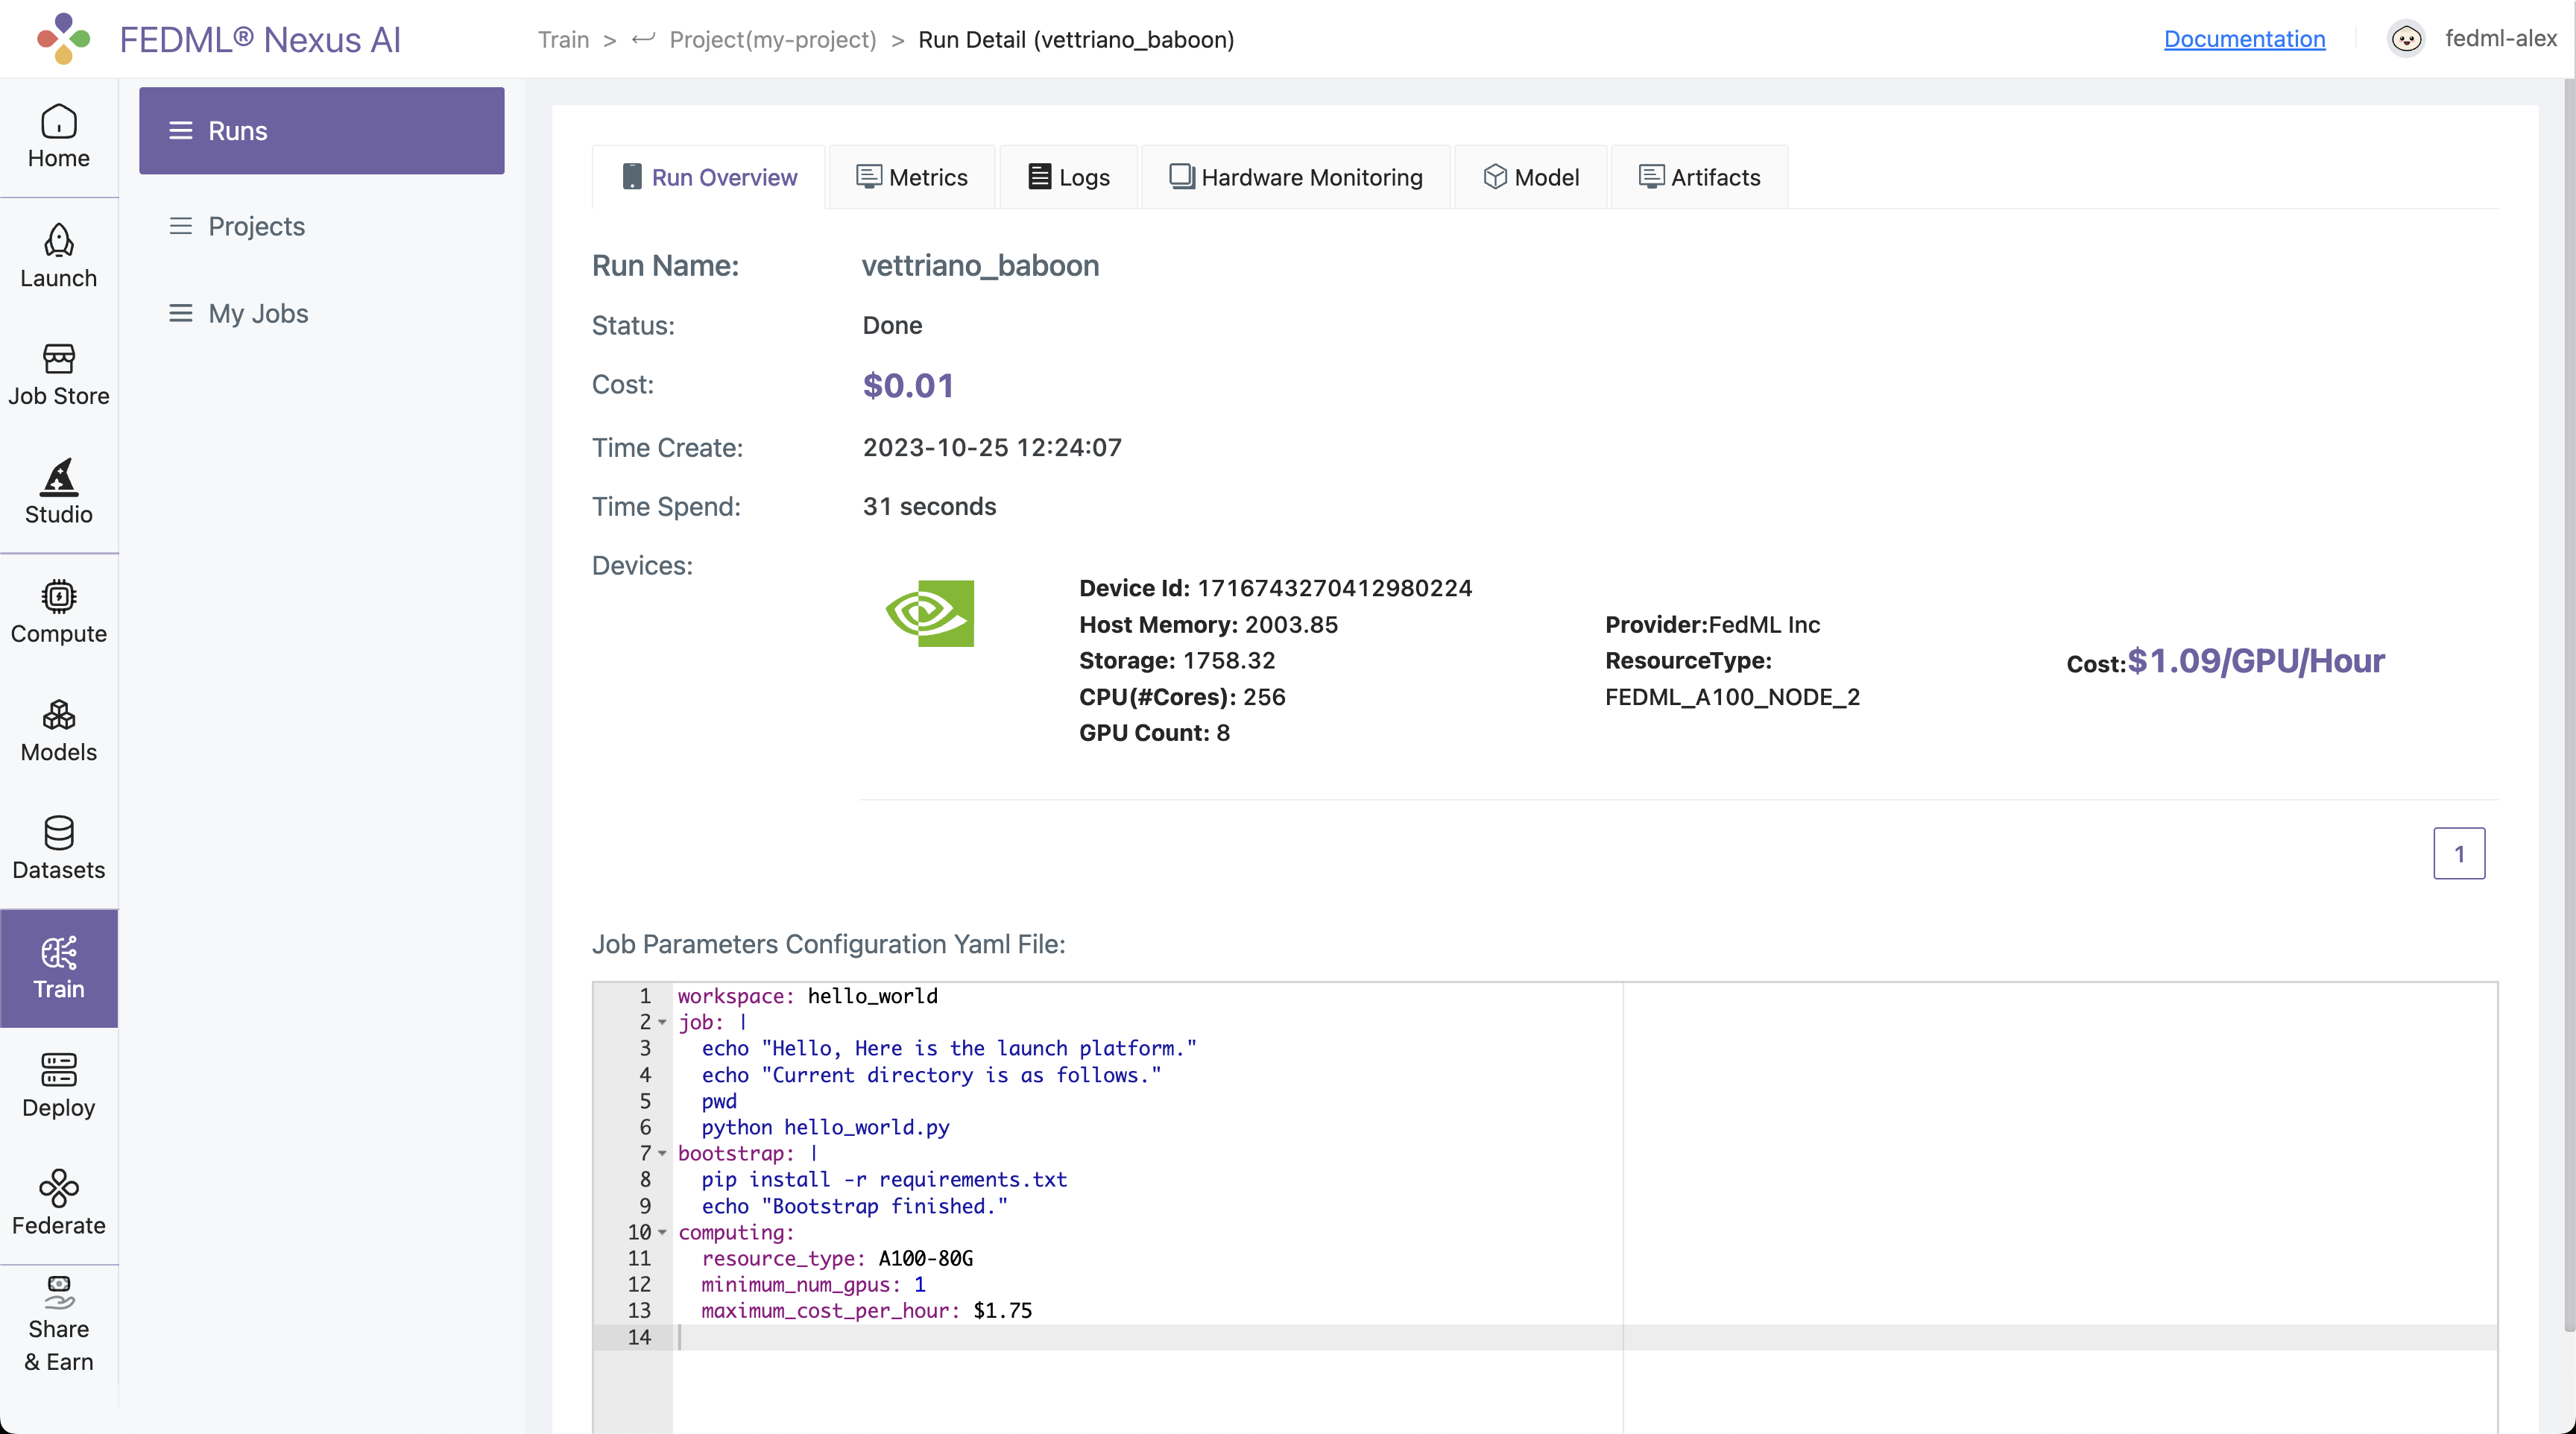 FEDML® Nexus AI
Train > Project(my-project) > Run Detail (vettriano_baboon)
Documentation
fedml-alex
Home
Launch
Job Store
Studio
Compute
Models
Datasets
Train
Deploy
Federate
Share
& Earn
Runs
Projects
My Jobs
Run Overview
Metrics
Logs
Hardware Monitoring
Model
Artifacts
Run Name: vettriano_baboon
Status: Done
Cost: $0.01
Time Create: 2023-10-25 12:24:07
Time Spend: 31 seconds
Devices:
Device Id: 1716743270412980224
Host Memory: 2003.85
Storage: 1758.32
CPU(#Cores): 256
GPU Count: 8
Provider:FedML Inc
ResourceType:
FEDML_A100_NODE_2
Cost:$1.09/GPU/Hour
1
Job Parameters Configuration Yaml File:
1 workspace: hello_world
2 job: |
3 echo "Hello, Here is the launch platform."
4 echo "Current directory is as follows."
5 pwd
6 python hello_world.py
7 bootstrap: |
8 pip install -r requirements.txt
9 echo "Bootstrap finished."
10 computing:
11 resource_type: A100-80G
12 minimum_num_gpus: 1
13 maximum_cost_per_hour: $1.75
14